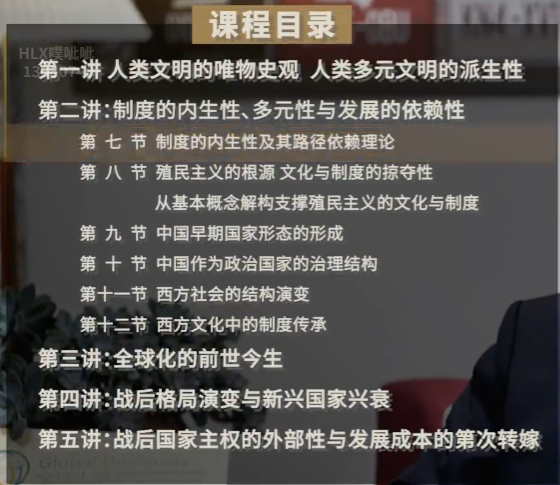 课程目录
HLX噗呲呲
第一讲 人类文明的唯物史观 人类多元文明的派生性
第二讲:制度的内生性、多元性与发展的依赖性
第 七 节 制度的内生性及其路径依赖理论
第 八 节 殖民主义的根源 文化与制度的掠夺性
从基本概念解构支撑殖民主义的文化与制度
第 九 节 中国早期国家形态的形成
第 十 节 中国作为政治国家的治理结构
第十一节 西方社会的结构演变
第十二节 西方文化中的制度传承
第三讲:全球化的前世今生
第四讲:战后格局演变与新兴国家兴衰
第五讲:战后国家主权的外部性与发展成本的第次转嫁
Global University